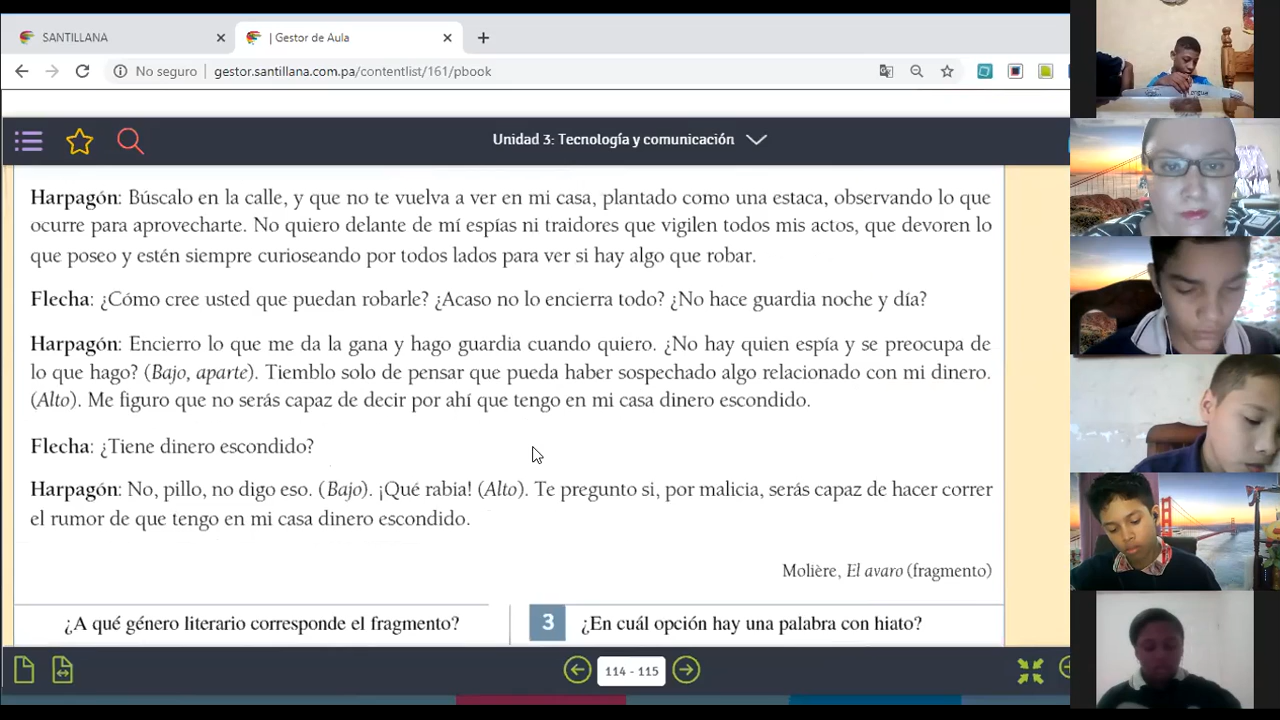 SANTILLANA
| Gestor de Aula
No seguro | gestor.santillana.com.pa/contentlist/161/pbook
Unidad 3: Tecnología y comunicación
Harpagón: Búscalo en la calle, y que no te vuelva a ver en mi casa, plantado como una estaca, observando lo que
ocurre para aprovecharte. No quiero delante de mí espías ni traidores que vigilen todos mis actos, que devoren lo
que poseo y estén siempre curioseando por todos lados para ver si hay algo que robar.
Flecha: ¿Cómo cree usted que puedan robarle? ¿Acaso no lo encierra todo? ¿No hace guardia noche y día?
Harpagón: Encierro lo que me da la gana y hago guardia cuando quiero. ¿No hay quien espía y se preocupa de
lo que hago? (Bajo, aparte). Tiemblo solo de pensar que pueda haber sospechado algo relacionado con mi dinero.
(Alto). Me figuro que no serás capaz de decir por ahí que tengo en mi casa dinero escondido.
Flecha: ¿Tiene dinero escondido?
Harpagón: No, pillo, no digo eso. (Bajo). ¡Qué rabia! (Alto). Te pregunto si, por malicia, serás capaz de hacer correr
el rumor de que tengo en mi casa dinero escondido.
Molière, El avaro (fragmento)
¿A qué género literario corresponde el fragmento?
3 ¿En cuál opción hay una palabra con hiato?
114 - 115